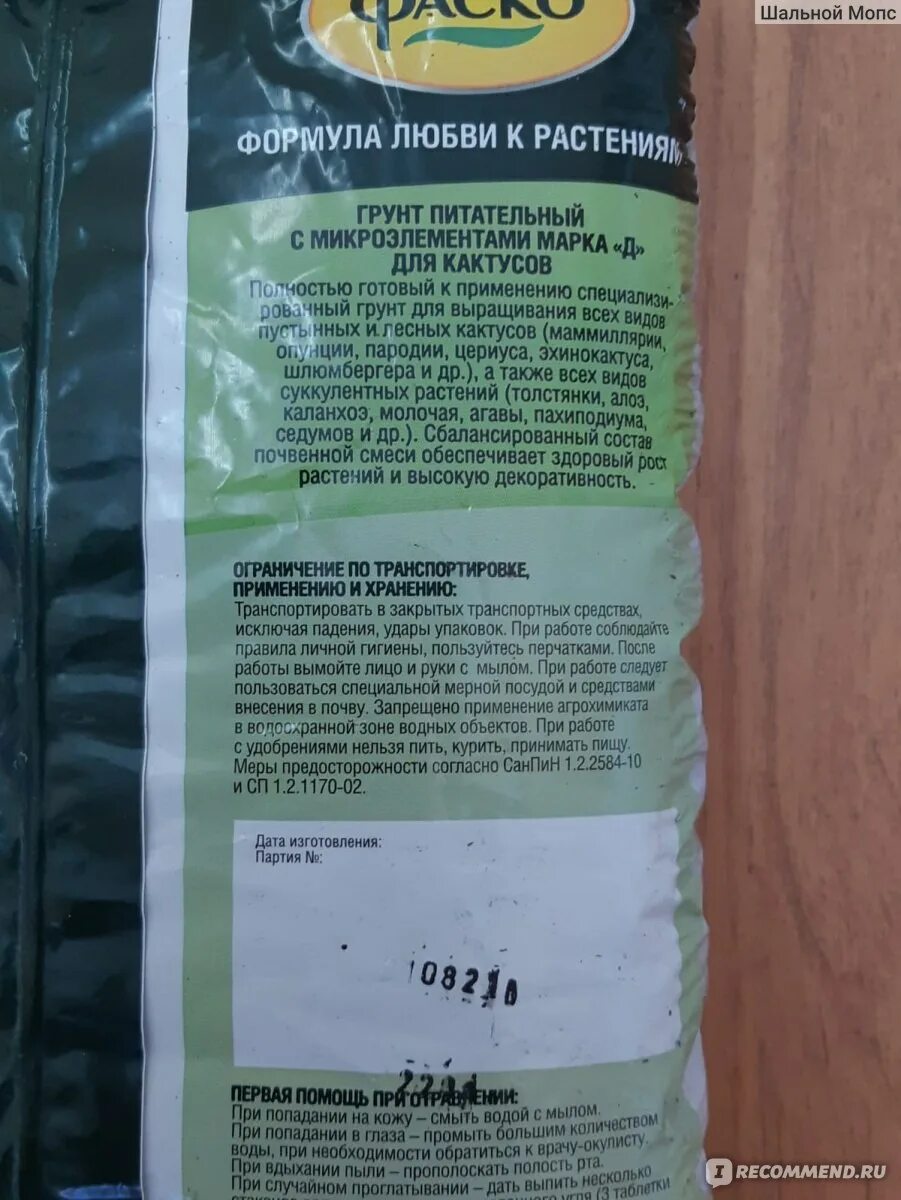 Шальной Мопс
фаско
ФОРМУЛА ЛЮБВИ К РАСТЕНИЯМ
ГРУНТ ПИТАТЕЛЬНЫЙ
С МИКРОЭЛЕМЕНТАМИ МАРКА «Д»
ДЛЯ КАКТУСОВ
Полностью готовый к применению специализи-
рованный грунт для выращивания всех видов
пустынных и лесных кактусов (маммиллярии,
опунции, пародии, цериуса, эхинокактуса,
шлюмбергера и др.), а также всех видов
суккулентных растений (толстянки, алоэ,
каланхоэ, молочая, агавы, пахиподиума,
седумов и др.). Сбалансированный состав
почвенной смеси обеспечивает здоровый рост
растений и высокую декоративность.
ОГРАНИЧЕНИЕ ПО ТРАНСПОРТИРОВКЕ,
ПРИМЕНЕНИЮ И ХРАНЕНИЮ:
Транспортировать в закрытых транспортных средствах,
исключая падения, удары упаковок. При работе соблюдайте
правила личной гигиены, пользуйтесь перчатками. После
работы вымойте лицо и руки с мылом. При работе следует
пользоваться специальной мерной посудой и средствами
внесения в почву. Запрещено применение агрохимиката
в водоохранной зоне водных объектов. При работе
с удобрениями нельзя пить, курить, принимать пищу.
Меры предосторожности согласно СанПиН 1.2.2584-10
и СП 1.2.1170-02.
Дата изготовления:
Партия №:
ПЕРВАЯ ПОМОЩЬ ПРИ ОТРАВЛЕНИИ:
При попадании на кожу – смыть водой с мылом.
При попадании в глаза – промыть большим количеством
воды, при необходимости обратиться к врачу-окулисту.
При вдыхании пыли – прополоскать полость рта.
При случайном проглатывании – дать выпить несколько
угля (3 таблетки
IRECOMMEND.RU